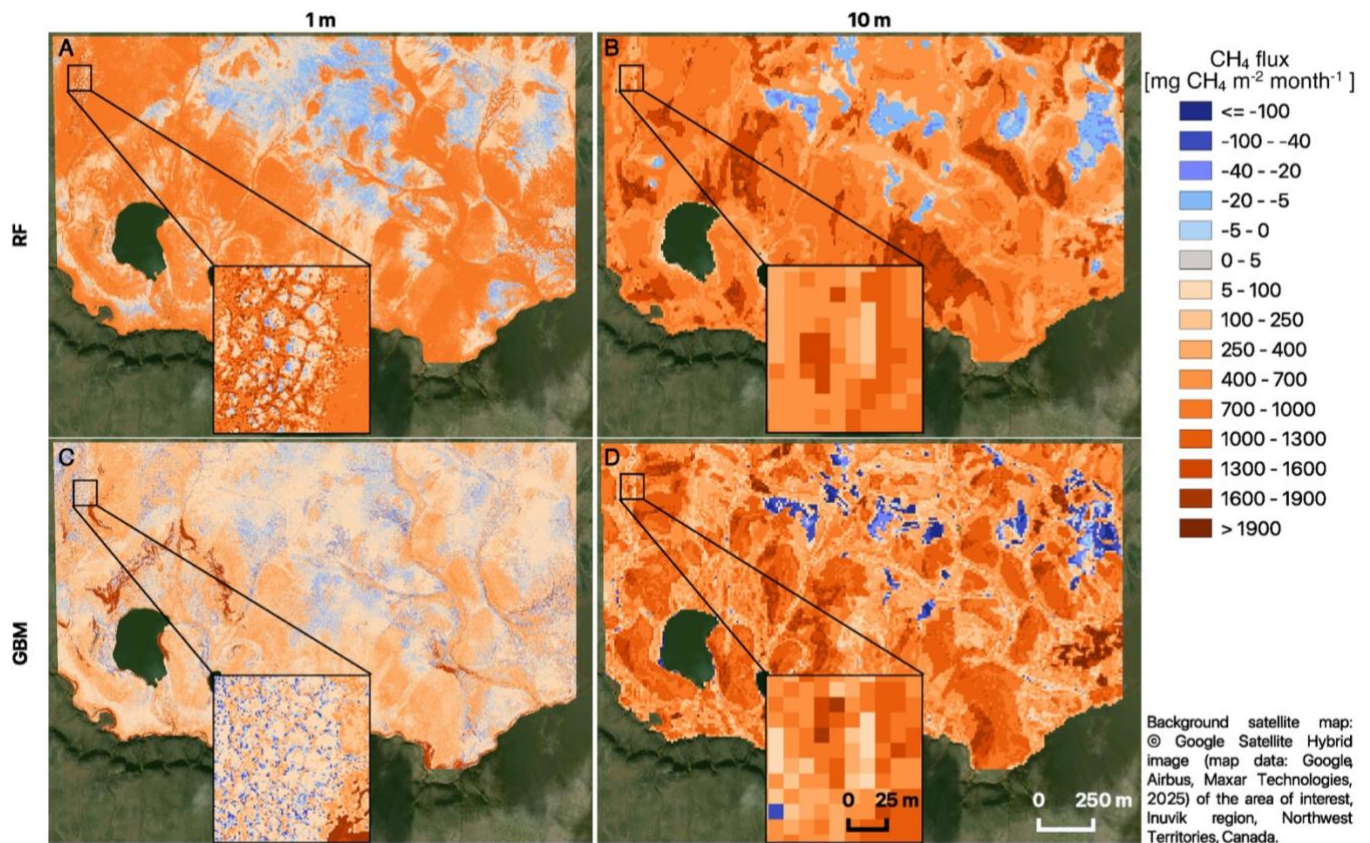 1 m
10 m
A
B
CH₄ flux
[mg CH₄ m⁻² month⁻¹ ]
<= -100
-100 - -40
-40 - -20
-20 - -5
-5 - 0
0 - 5
5 - 100
100 - 250
250 - 400
400 - 700
700 - 1000
1000 - 1300
1300 - 1600
1600 - 1900
> 1900
RF
C
D
GBM
0 25 m
0 250 m
Background satellite map:
© Google Satellite Hybrid
image (map data: Google,
Airbus, Maxar Technologies,
2025) of the area of interest,
Inuvik region, Northwest
Territories, Canada.